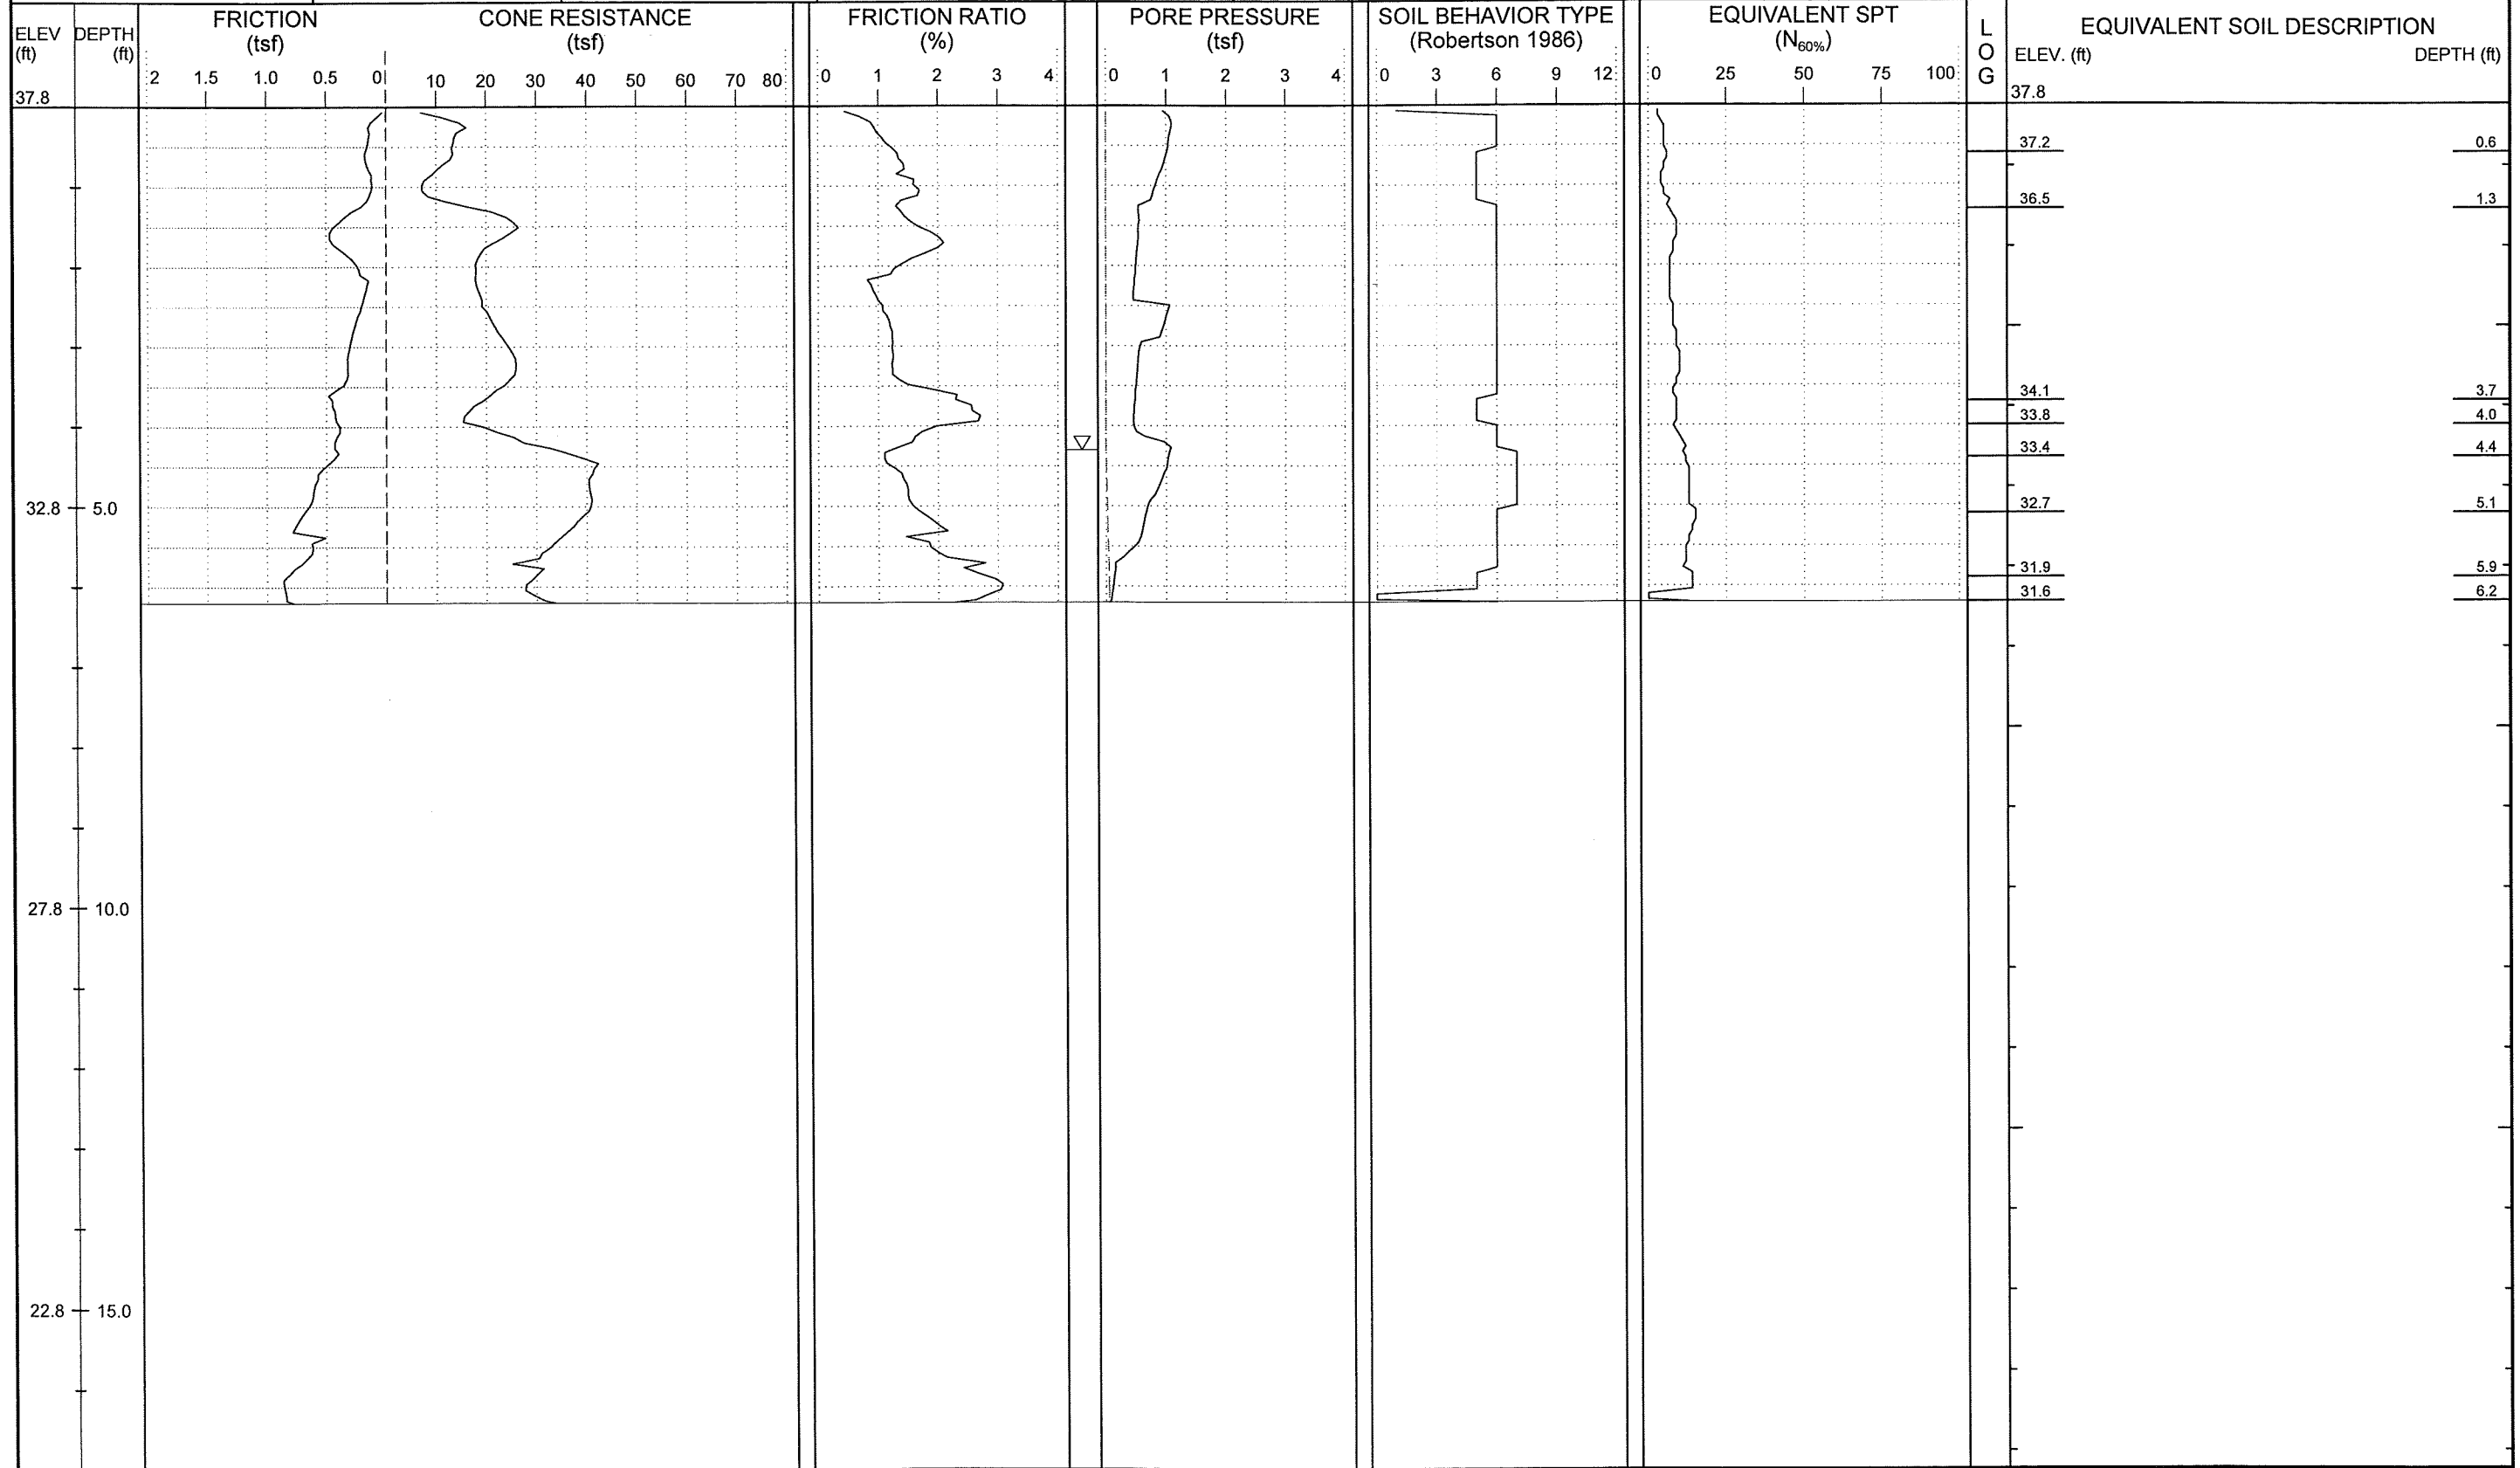 ELEV (ft)
DEPTH (ft)
FRICTION
(tsf)
2 1.5 1.0 0.5 0
CONE RESISTANCE
(tsf)
10 20 30 40 50 60 70 80
FRICTION RATIO
(%)
0 1 2 3 4
PORE PRESSURE
(tsf)
0 1 2 3 4
SOIL BEHAVIOR TYPE
(Robertson 1986)
0 3 6 9 12
EQUIVALENT SPT
(N60%)
0 25 50 75 100
L
O
G
EQUIVALENT SOIL DESCRIPTION
ELEV. (ft) DEPTH (ft)
37.8 37.8
37.2 0.6
36.5 1.3
34.1 3.7
33.8 4.0
33.4 4.4
32.8 5.0
32.7 5.1
31.9 5.9
31.6 6.2
27.8 10.0
22.8 15.0